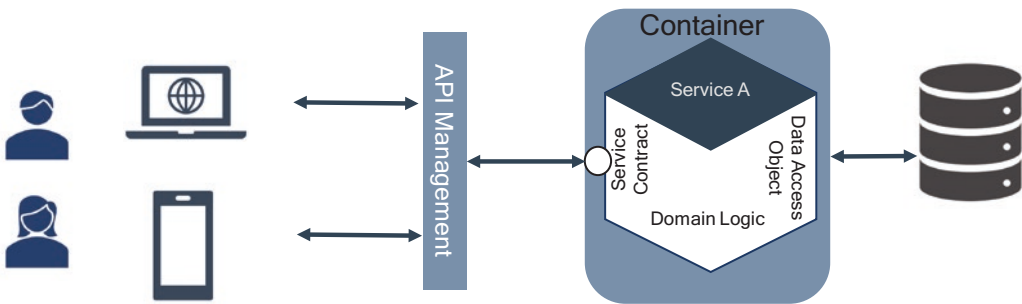 Container
API Management
Service A
Service
Contract
Data Access
Object
Domain Logic